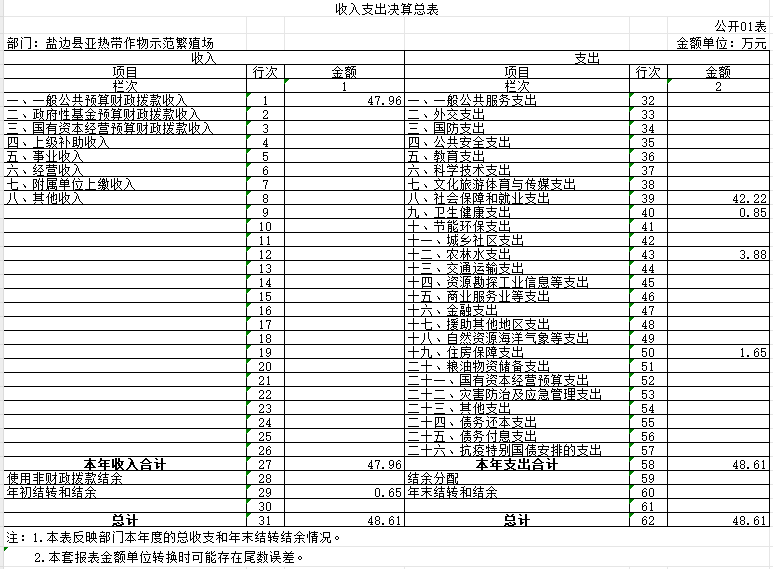 收入支出决算总表
公开01表
部门：盐边县亚热带作物示范繁殖场 金额单位：万元
收入 支出
项目 行次 金额 项目 行次 金额
栏次 1 栏次 2
一、一般公共预算财政拨款收入 1 47.96 一、一般公共服务支出 32
二、政府性基金预算财政拨款收入 2 二、外交支出 33
三、国有资本经营预算财政拨款收入 3 三、国防支出 34
四、上级补助收入 4 四、公共安全支出 35
五、事业收入 5 五、教育支出 36
六、经营收入 6 六、科学技术支出 37
七、附属单位上缴收入 7 七、文化旅游体育与传媒支出 38
八、其他收入 8 八、社会保障和就业支出 39 42.22
9 九、卫生健康支出 40 0.85
10 十、节能环保支出 41
11 十一、城乡社区支出 42
12 十二、农林水支出 43 3.88
13 十三、交通运输支出 44
14 十四、资源勘探工业信息等支出 45
15 十五、商业服务业等支出 46
16 十六、金融支出 47
17 十七、援助其他地区支出 48
18 十八、自然资源海洋气象等支出 49
19 十九、住房保障支出 50 1.65
20 二十、粮油物资储备支出 51
21 二十一、国有资本经营预算支出 52
22 二十二、灾害防治及应急管理支出 53
23 二十三、其他支出 54
24 二十四、债务还本支出 55
25 二十五、债务付息支出 56
26 二十六、抗疫特别国债安排的支出 57
本年收入合计 27 47.96 本年支出合计 58 48.61
使用非财政拨款结余 28 结余分配 59
年初结转和结余 29 0.65 年末结转和结余 60
30 61
总计 31 48.61 总计 62 48.61
注：1.本表反映部门本年度的总收支和年末结转结余情况。
2.本套报表金额单位转换时可能存在尾数误差。